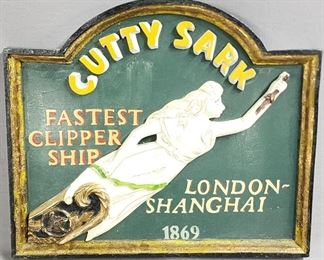 CUTTY SARK
FASTEST
CLIPPER
SHIP
LONDON-
SHANGHAI
1869